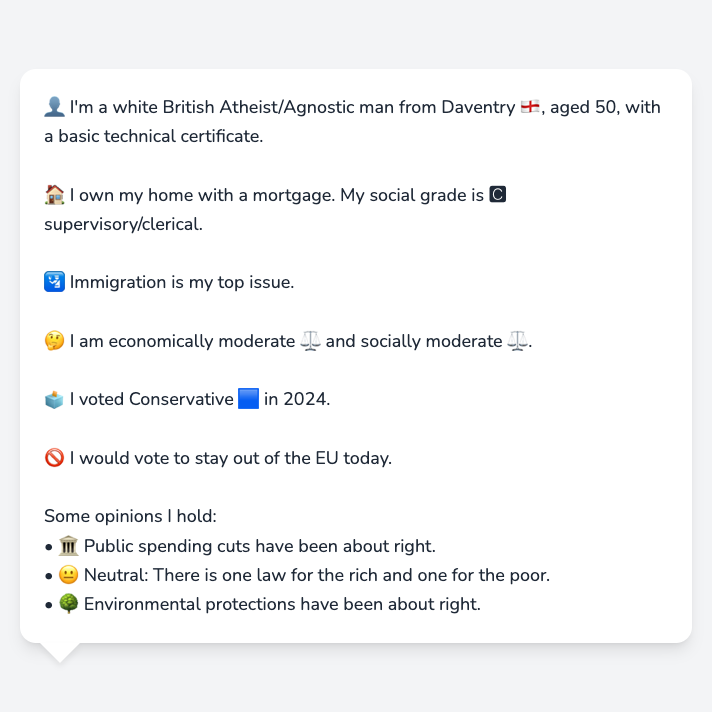 👤 I'm a white British Atheist/Agnostic man from Daventry 🏴󠁧󠁢󠁥󠁮󠁧󠁿, aged 50, with
a basic technical certificate.
🏠 I own my home with a mortgage. My social grade is 🅲
supervisory/clerical.
🛂 Immigration is my top issue.
🤔 I am economically moderate ⚖️ and socially moderate ⚖️.
🗳️ I voted Conservative 🟦 in 2024.
🚫 I would vote to stay out of the EU today.
Some opinions I hold:
• 🏛️ Public spending cuts have been about right.
• 😐 Neutral: There is one law for the rich and one for the poor.
• 🌳 Environmental protections have been about right.